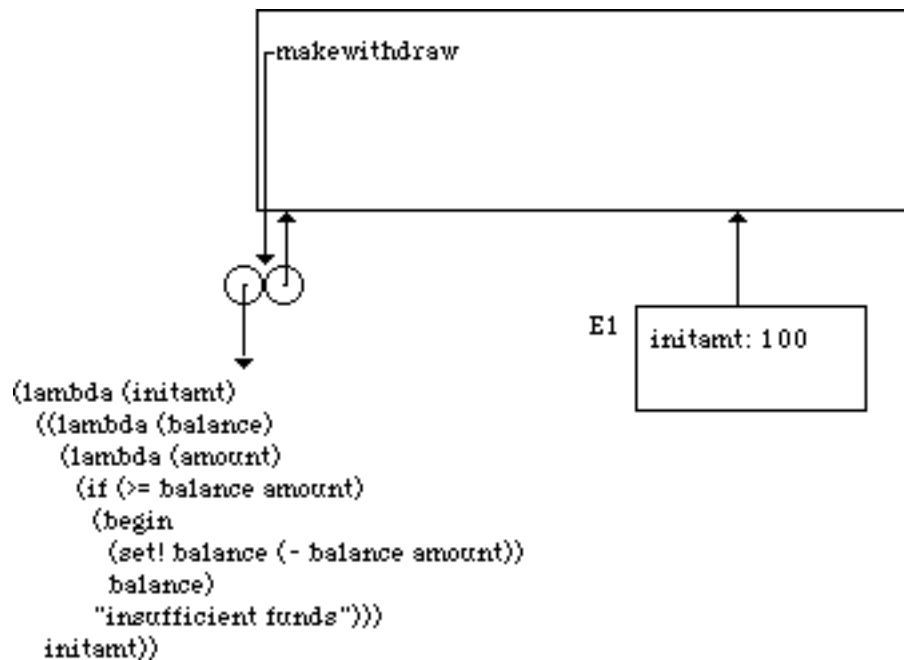 makewithdraw
E1
initamt: 100
(lambda (initamt)
((lambda (balance)
(lambda (amount)
(if (>= balance amount)
(begin
(set! balance (- balance amount))
balance)
"insufficient funds")))
initamt))